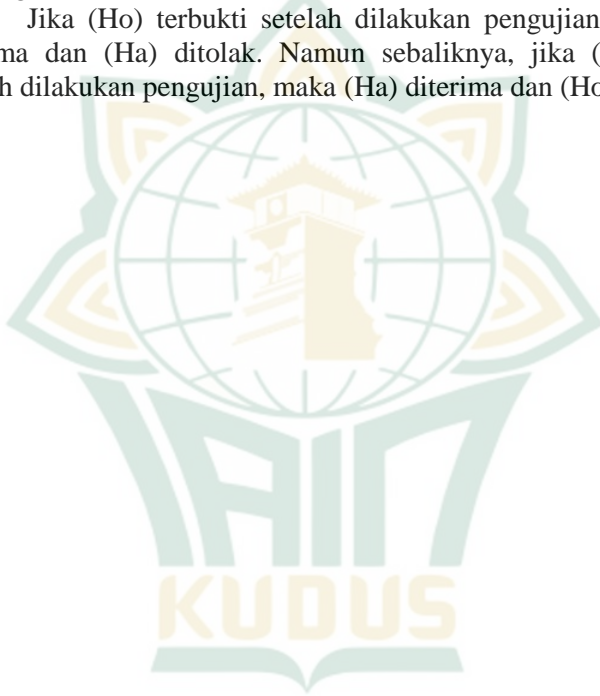 Jika (Ho) terbukti setelah dilakukan pengujian
ma dan (Ha) ditolak. Namun sebaliknya, jika (
h dilakukan pengujian, maka (Ha) diterima dan (Ho
IAIN
KUDUS